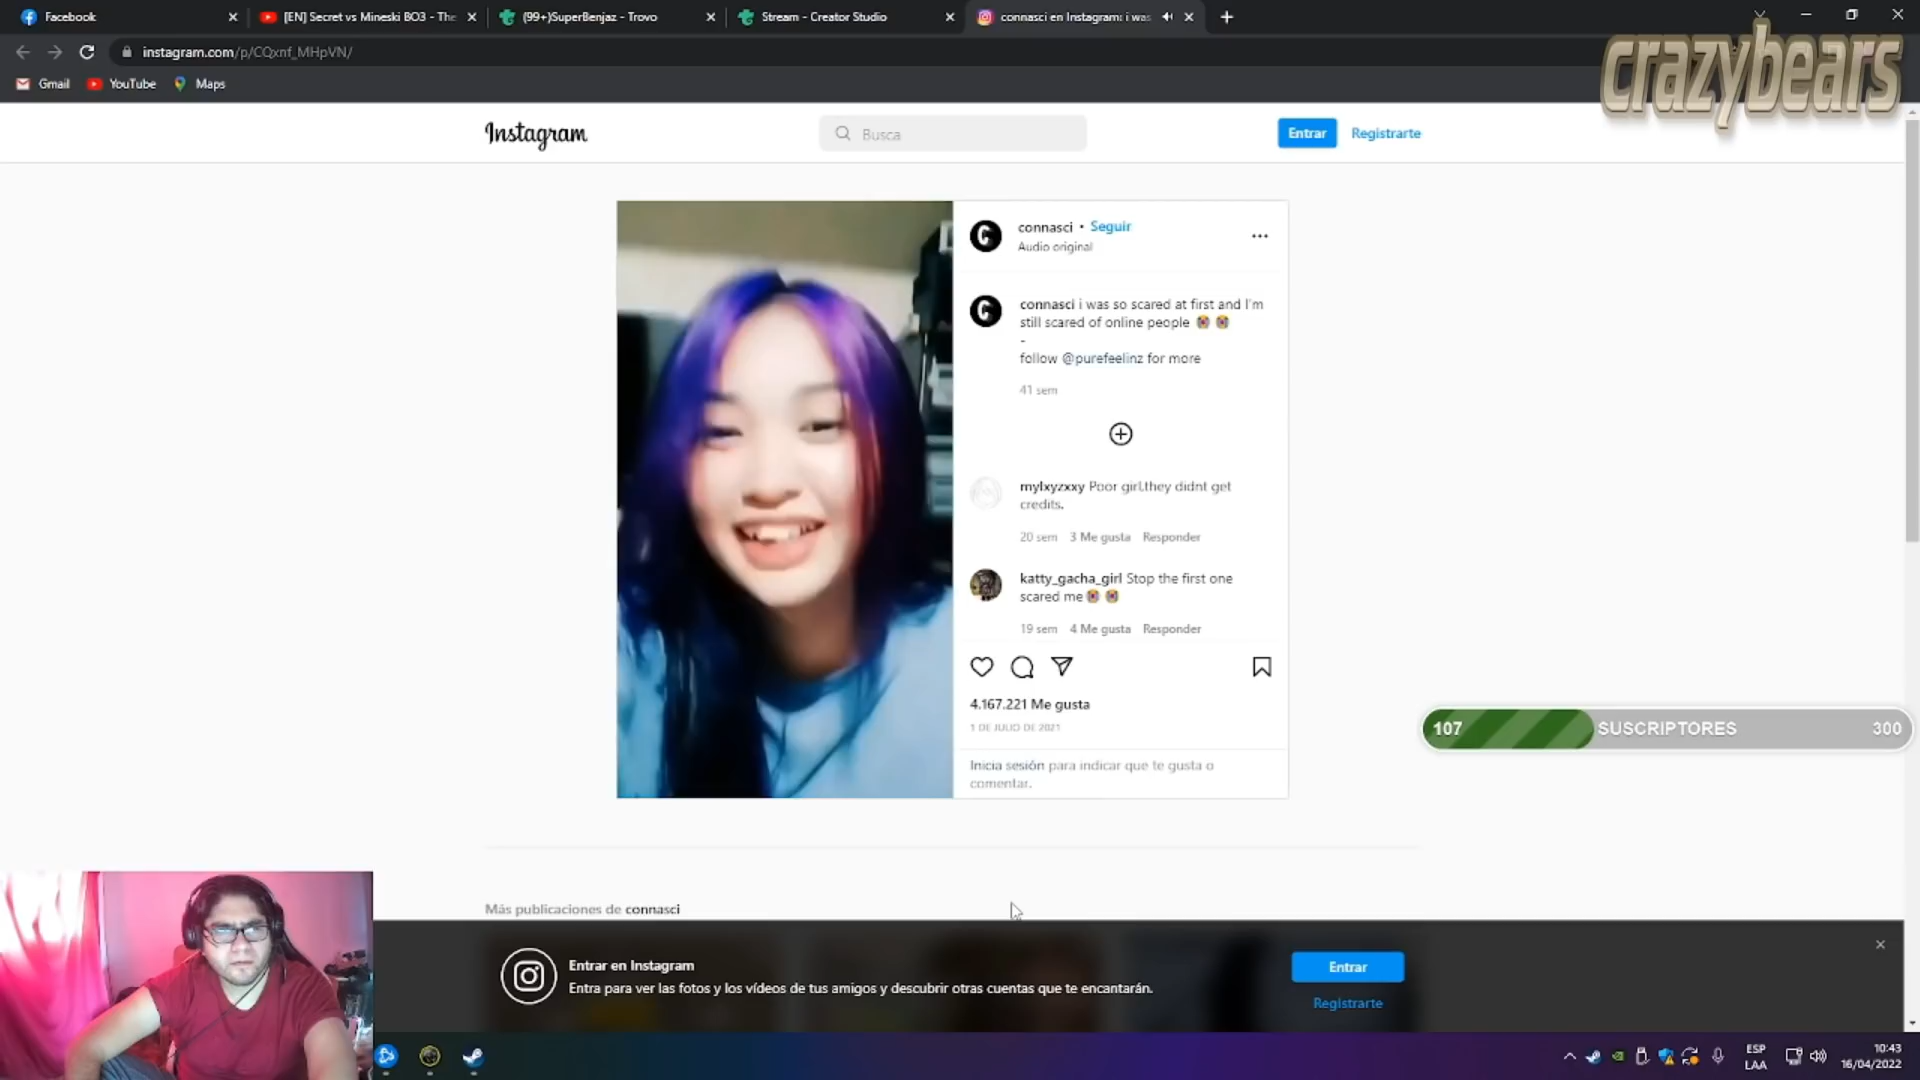 Facebook
[EN] Secret vs Mineski BO3 - The
(99+)SuperBenjaz - Trovo
Stream - Creator Studio
connasci en Instagram: i was
instagram.com/p/CQxnf_MHpVN/
Gmail
YouTube
Maps
crazybears
Instagram
Busca
Entrar
Registrarte
connasci • Seguir
Audio original
connasci i was so scared at first and I'm
still scared of online people
-
follow @purefeelinz for more
41 sem
mylxyzxxy Poor girl.they didnt get
credits.
20 sem 3 Me gusta Responder
katty_gacha_girl Stop the first one
scared me
19 sem 4 Me gusta Responder
4.167.221 Me gusta
1 DE JULIO DE 2021
Inicia sesión para indicar que te gusta o
comentar.
107 SUSCRIPTORES 300
Más publicaciones de connasci
Entrar en Instagram
Entra para ver las fotos y los vídeos de tus amigos y descubrir otras cuentas que te encantarán.
Entrar
Registrarte
ESP
LAA
10:43
16/04/2022